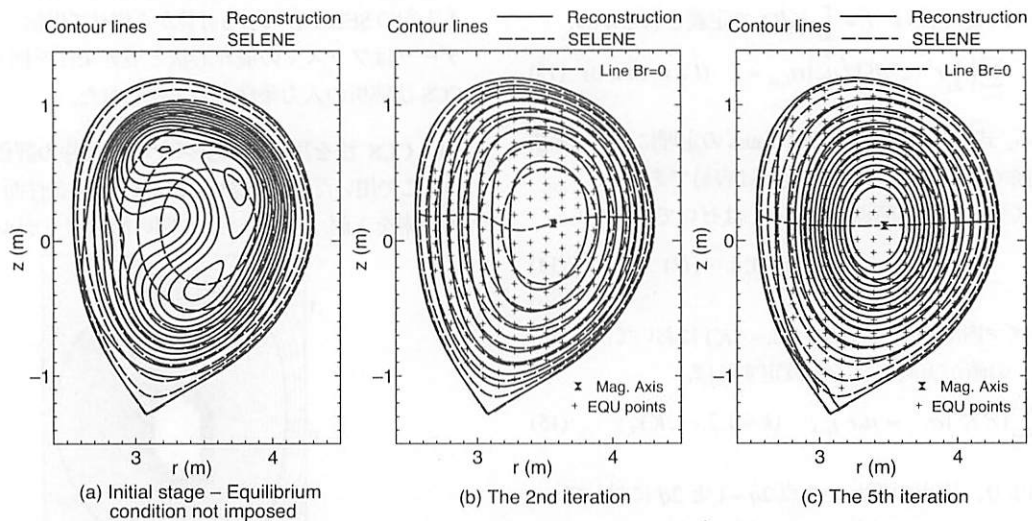 Contour lines
Reconstruction
SELENE
1
0
−1
z (m)
3
4
r (m)
(a) Initial stage – Equilibrium
condition not imposed
Contour lines
Reconstruction
SELENE
Line Br=0
1
0
−1
z (m)
Mag. Axis
EQU points
3
4
r (m)
(b) The 2nd iteration
Contour lines
Reconstruction
SELENE
Line Br=0
1
0
−1
z (m)
Mag. Axis
EQU points
3
4
r (m)
(c) The 5th iteration